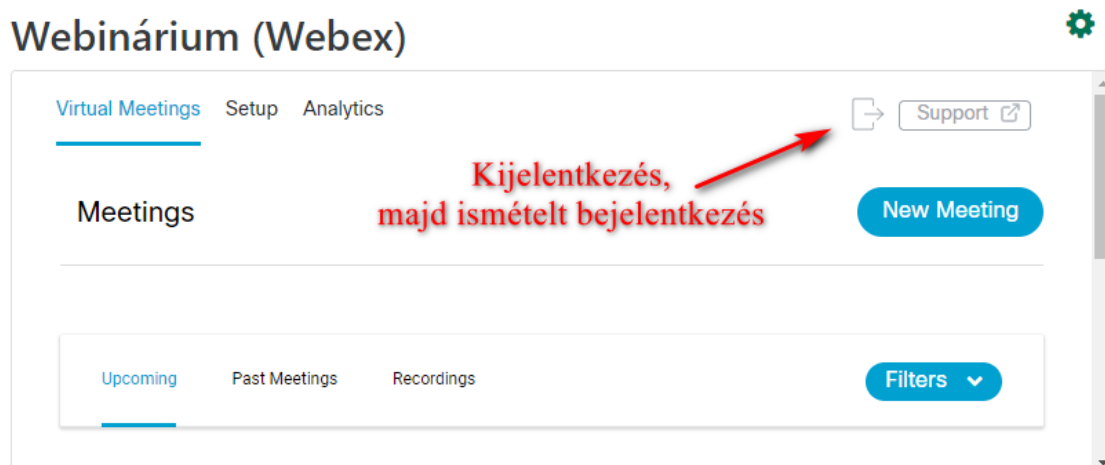 Webinárium (Webex)
Virtual Meetings Setup Analytics
Support
Kijelentkezés,
majd ismételt bejelentkezés
Meetings
New Meeting
Upcoming Past Meetings Recordings
Filters